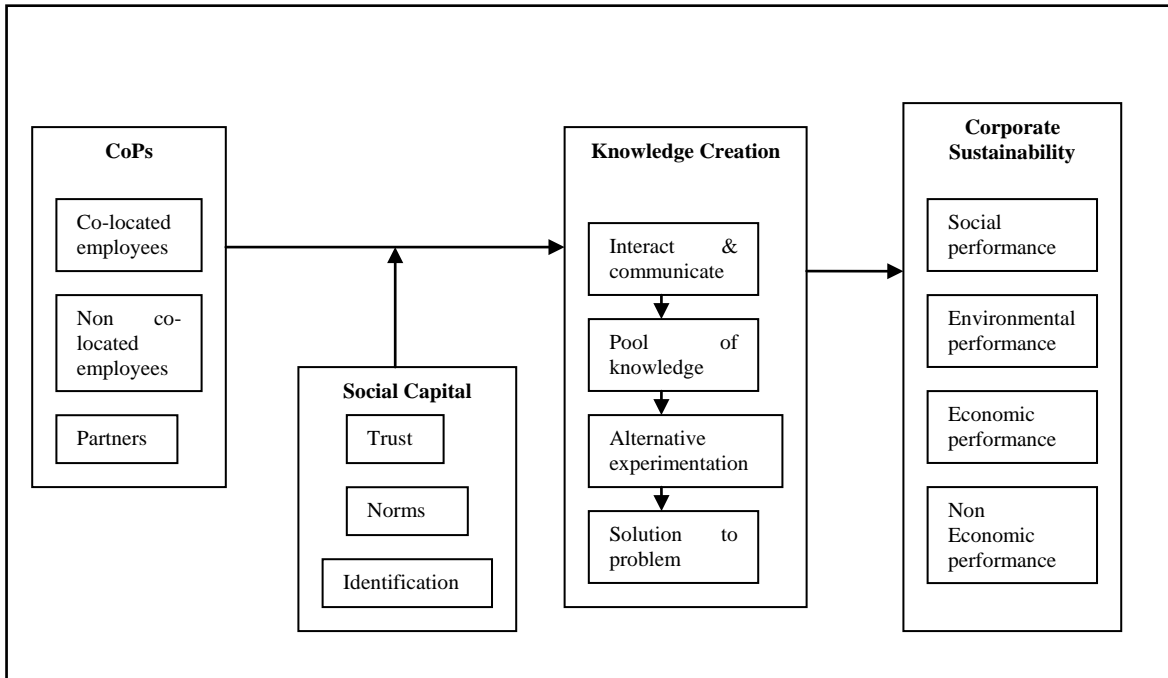 CoPs
Co-located
employees
Non co-
located
employees
Partners
Social Capital
Trust
Norms
Identification
Knowledge Creation
Interact &
communicate
Pool of
knowledge
Alternative
experimentation
Solution to
problem
Corporate
Sustainability
Social
performance
Environmental
performance
Economic
performance
Non
Economic
performance